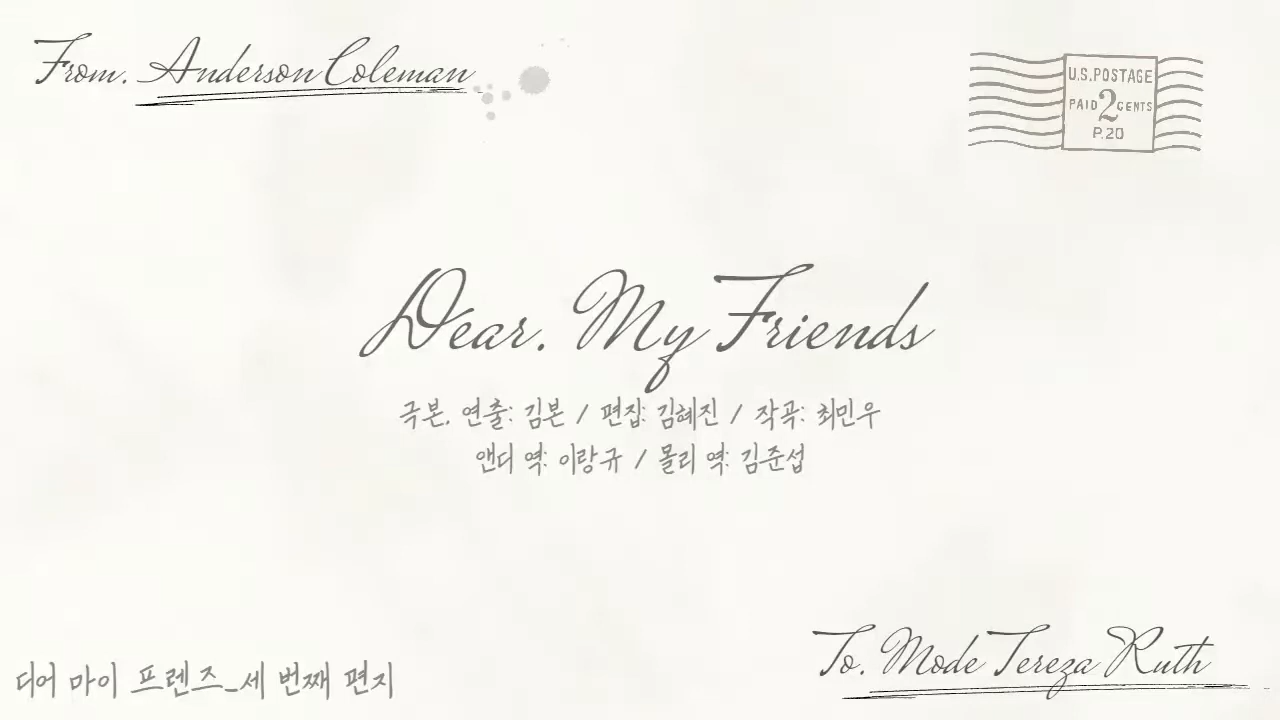 From. Anderson Coleman
U.S.POSTAGE
PAID 2 CENTS
P.20
Dear. My Friends
극본, 연출: 김본 / 편집: 김혜진 / 작곡: 최민우
앤디 역: 이랑규 / 몰리 역: 김준섭
To. Mode Tereza Ruth
디어 마이 프렌즈_세 번째 편지